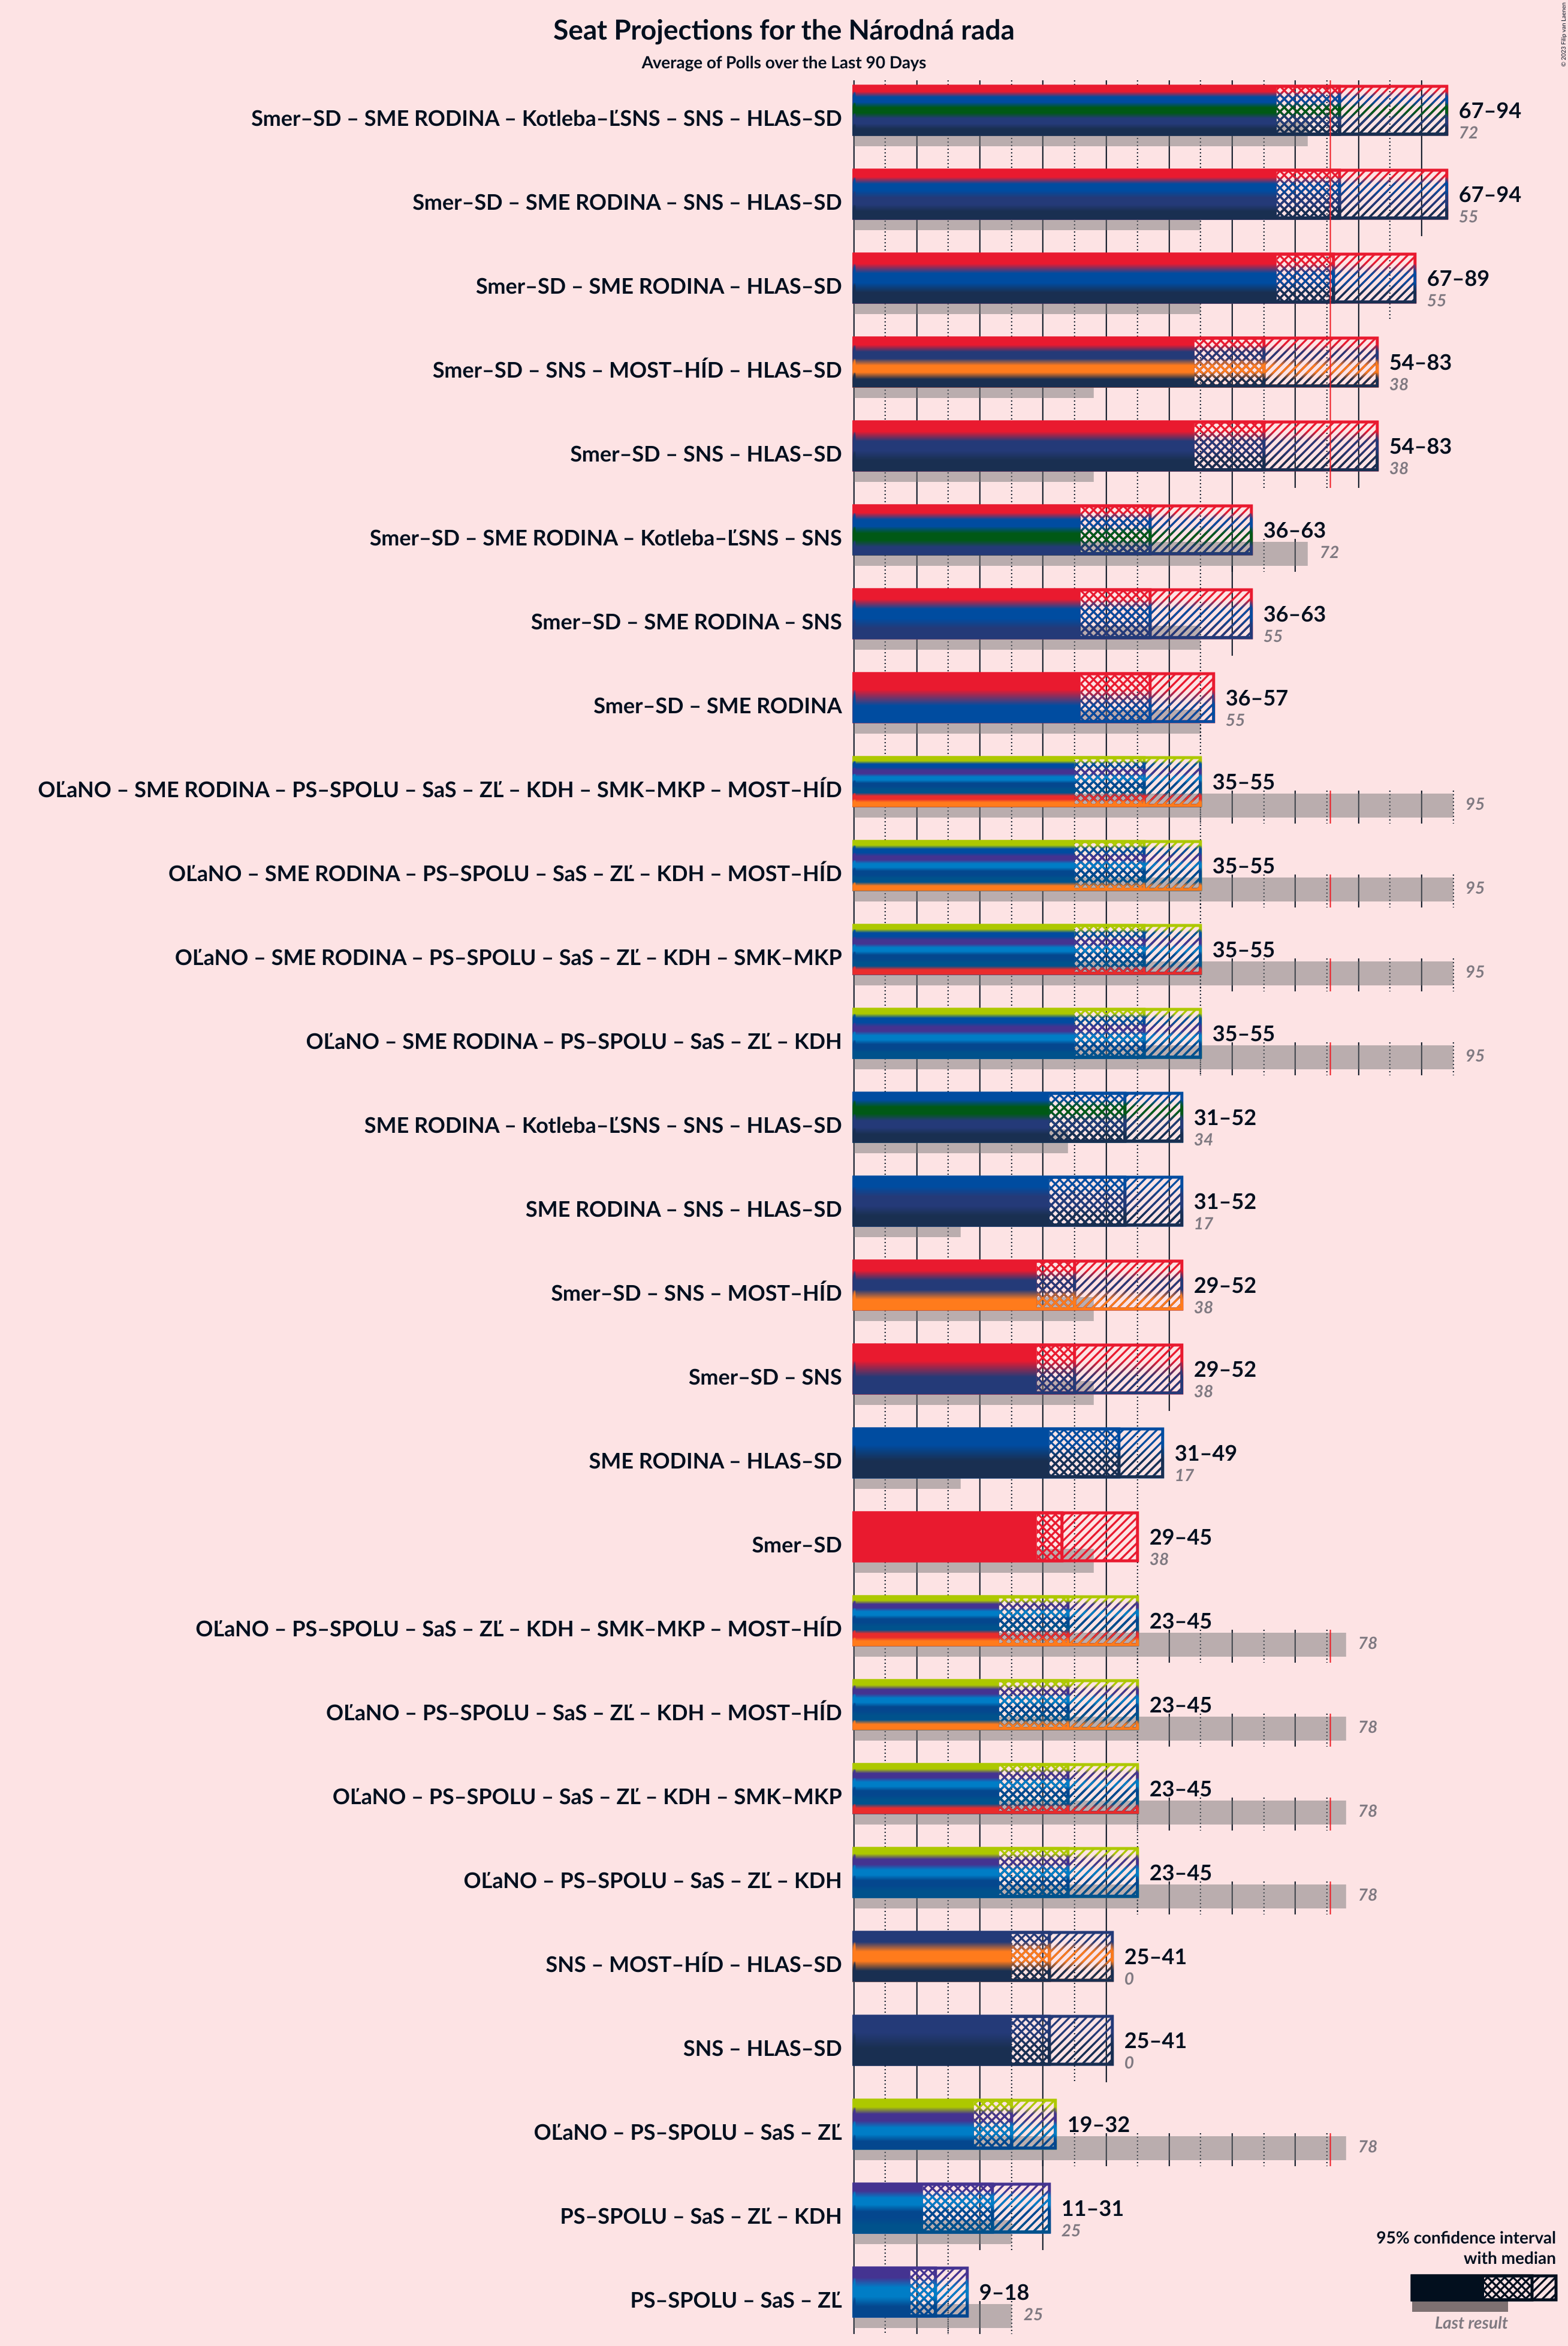 Seat Projections for the Národná rada
Average of Polls over the Last 90 Days
© 2023 Filip van Laenen
Smer–SD – SME RODINA – Kotleba–ĽSNS – SNS – HLAS–SD
67–94
72
Smer–SD – SME RODINA – SNS – HLAS–SD
67–94
55
Smer–SD – SME RODINA – HLAS–SD
67–89
55
Smer–SD – SNS – MOST–HÍD – HLAS–SD
54–83
38
Smer–SD – SNS – HLAS–SD
54–83
38
Smer–SD – SME RODINA – Kotleba–ĽSNS – SNS
36–63
72
Smer–SD – SME RODINA – SNS
36–63
55
Smer–SD – SME RODINA
36–57
55
OĽaNO – SME RODINA – PS–SPOLU – SaS – ZĽ – KDH – SMK–MKP – MOST–HÍD
35–55
95
OĽaNO – SME RODINA – PS–SPOLU – SaS – ZĽ – KDH – MOST–HÍD
35–55
95
OĽaNO – SME RODINA – PS–SPOLU – SaS – ZĽ – KDH – SMK–MKP
35–55
95
OĽaNO – SME RODINA – PS–SPOLU – SaS – ZĽ – KDH
35–55
95
SME RODINA – Kotleba–ĽSNS – SNS – HLAS–SD
31–52
34
SME RODINA – SNS – HLAS–SD
31–52
17
Smer–SD – SNS – MOST–HÍD
29–52
38
Smer–SD – SNS
29–52
38
SME RODINA – HLAS–SD
31–49
17
Smer–SD
29–45
38
OĽaNO – PS–SPOLU – SaS – ZĽ – KDH – SMK–MKP – MOST–HÍD
23–45
78
OĽaNO – PS–SPOLU – SaS – ZĽ – KDH – MOST–HÍD
23–45
78
OĽaNO – PS–SPOLU – SaS – ZĽ – KDH – SMK–MKP
23–45
78
OĽaNO – PS–SPOLU – SaS – ZĽ – KDH
23–45
78
SNS – MOST–HÍD – HLAS–SD
25–41
0
SNS – HLAS–SD
25–41
0
OĽaNO – PS–SPOLU – SaS – ZĽ
19–32
78
PS–SPOLU – SaS – ZĽ – KDH
11–31
25
PS–SPOLU – SaS – ZĽ
9–18
25
95% confidence interval
with median
Last result